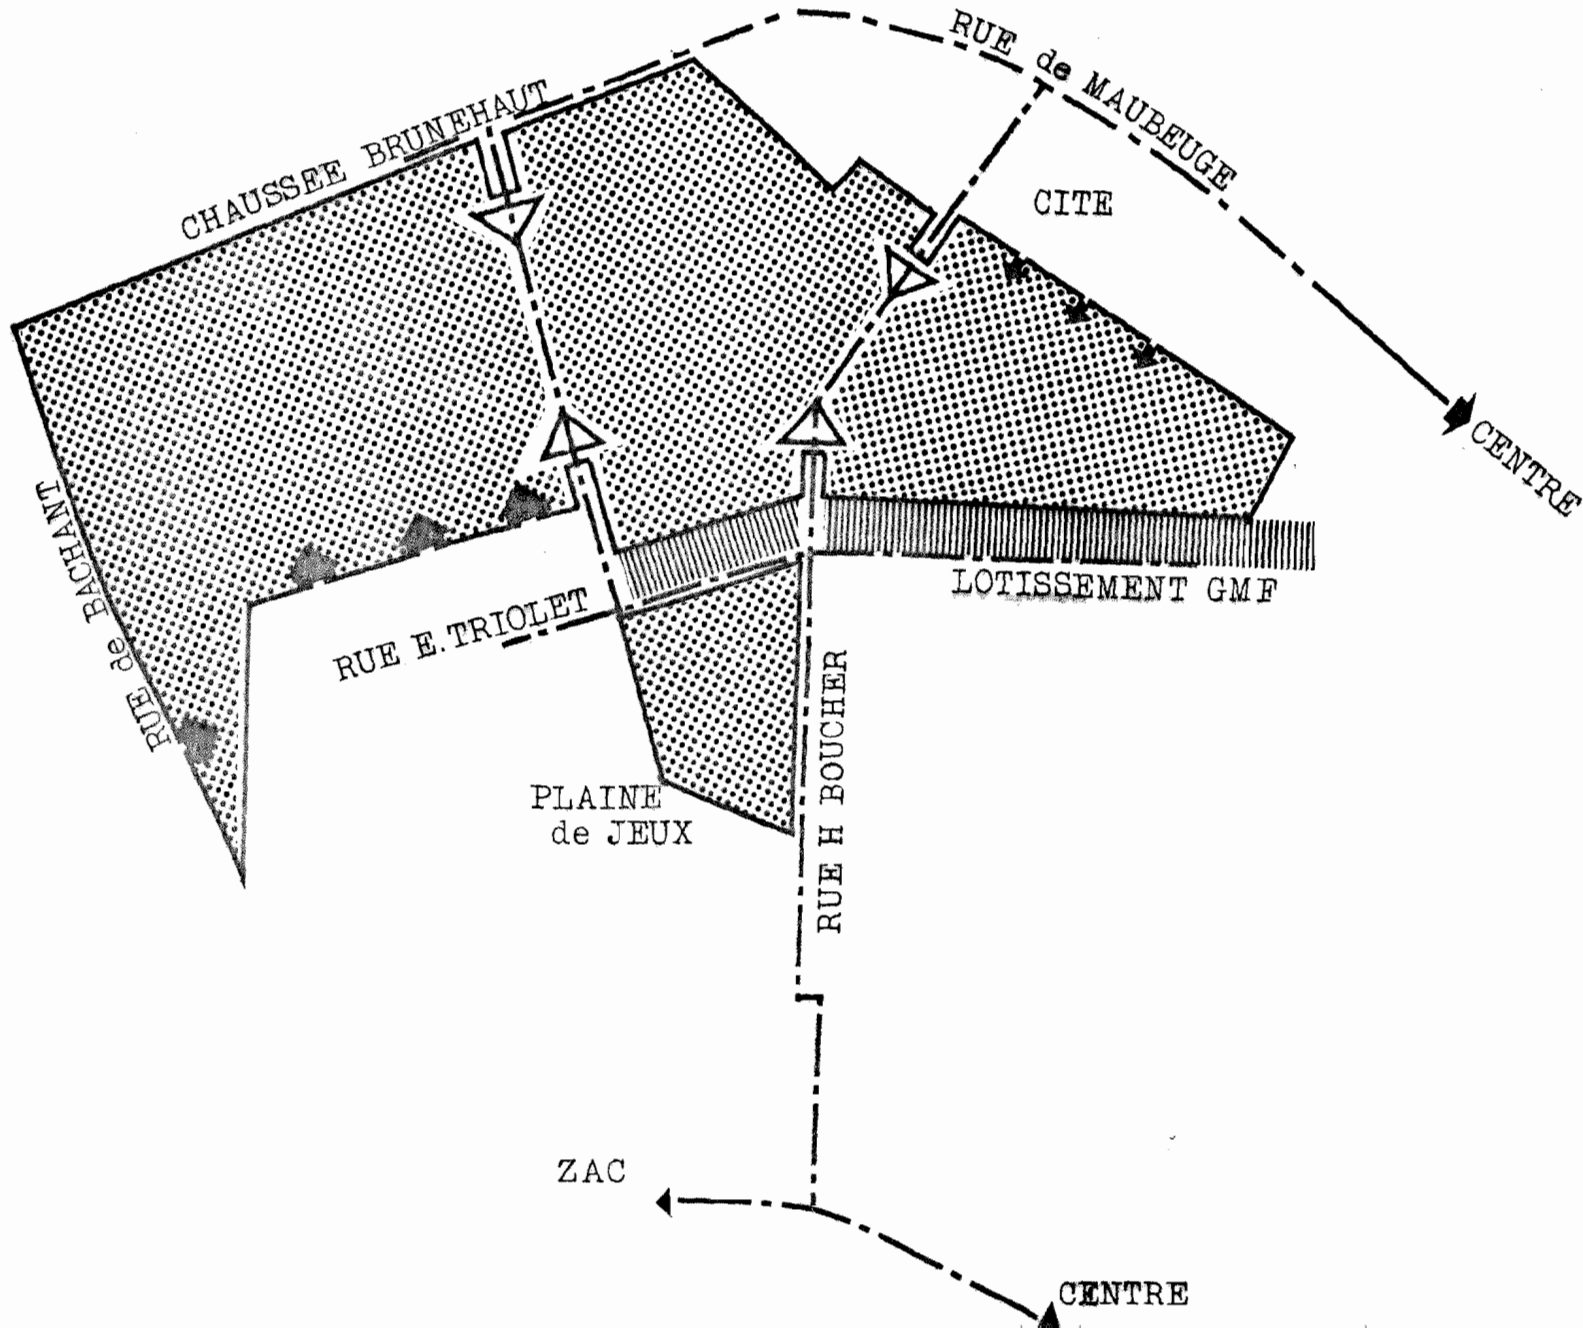 RUE de MAUBEUGE
CHAUSSEE BRUNEHAUT
CITE
CENTRE
RUE de BACHANT
LOTISSEMENT GMF
RUE E.TRIOLET
PLAINE
de JEUX
RUE H BOUCHER
ZAC
CENTRE